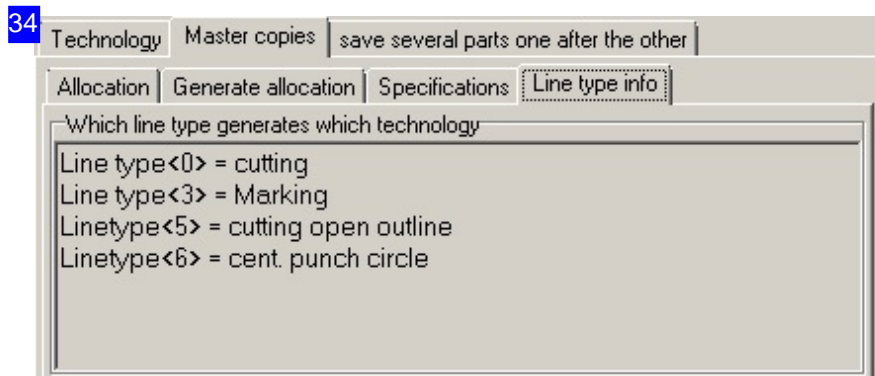 34
Technology Master copies save several parts one after the other
Allocation Generate allocation Specifications Line type info
Which line type generates which technology
Line type<0> = cutting
Line type<3> = Marking
Linetype<5> = cutting open outline
Linetype<6> = cent. punch circle